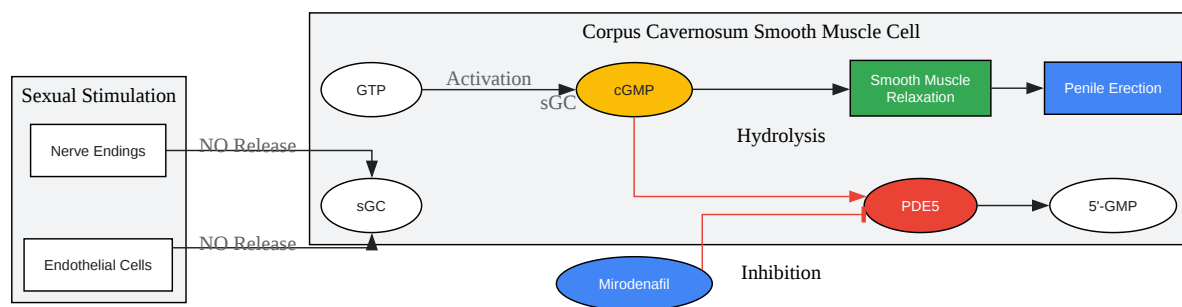 Corpus Cavernosum Smooth Muscle Cell
Sexual Stimulation
GTP
Activation
sGC
cGMP
Smooth Muscle
Relaxation
Penile Erection
Nerve Endings
NO Release
Hydrolysis
sGC
PDE5
5'-GMP
Endothelial Cells
NO Release
Mirodenafil
Inhibition